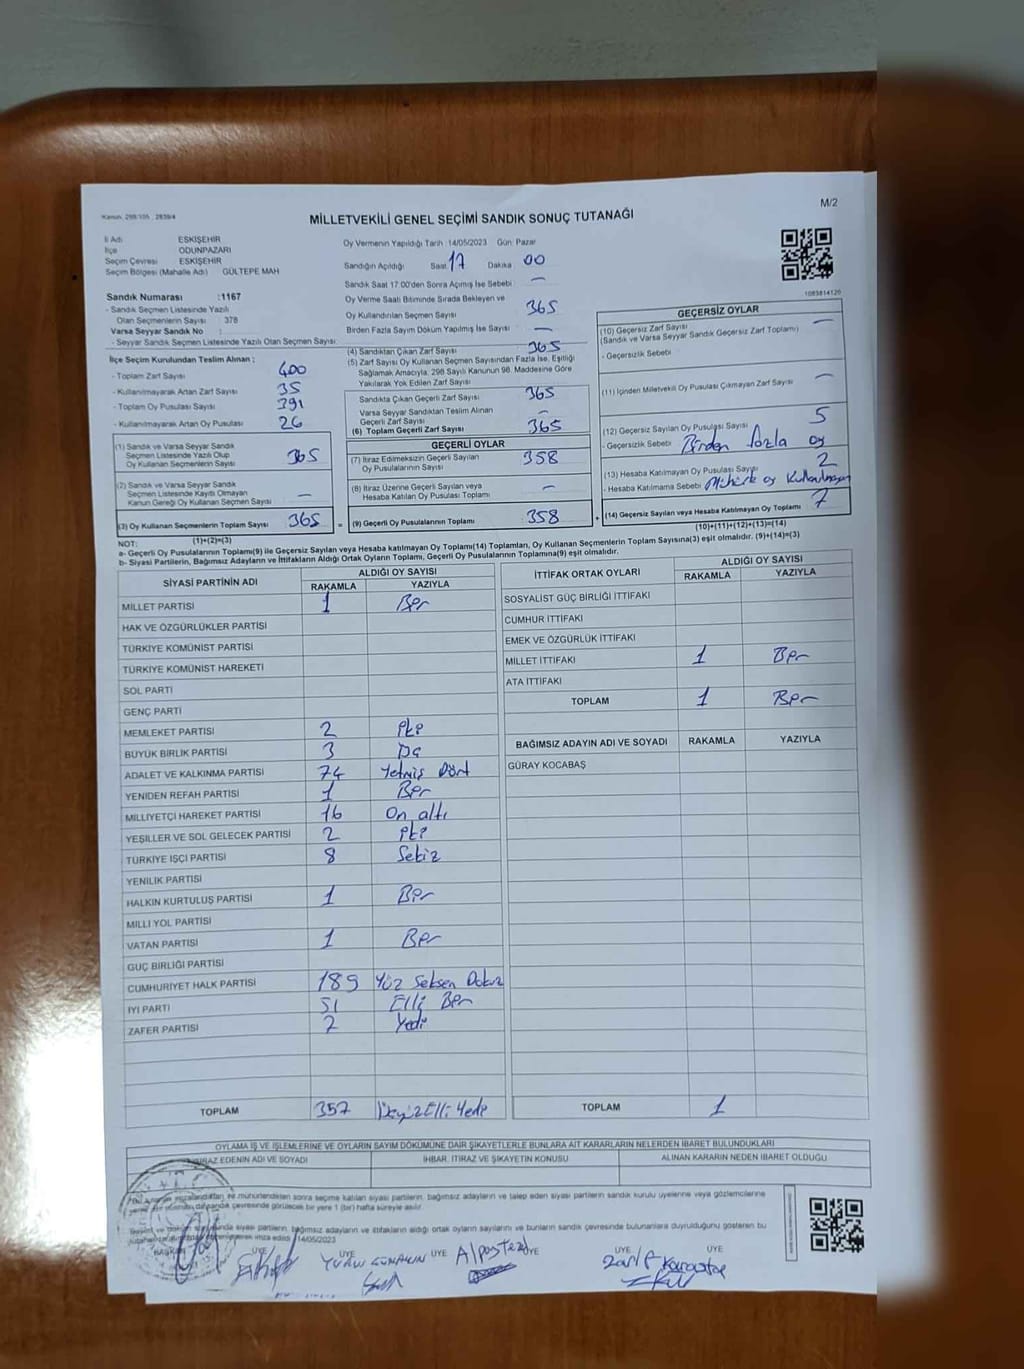 Kanun, 298/105 , 2839/4
M/2
MİLLETVEKİLİ GENEL SEÇİMİ SANDIK SONUÇ TUTANAĞI
İl Adı ESKİŞEHİR
İlçe ODUNPAZARI
Seçim Çevresi ESKİŞEHİR
Seçim Bölgesi (Mahalle Adı) GÜLTEPE MAH
Sandık Numarası :1167
- Sandık Seçmen Listesinde Yazılı
Olan Seçmenlerin Sayısı : 378
Varsa Seyyar Sandık No :
- Seyyar Sandık Seçmen Listesinde Yazılı Olan Seçmen Sayısı
İlçe Seçim Kurulundan Teslim Alınan ;
- Toplam Zarf Sayısı 400
- Kullanılmayarak Artan Zarf Sayısı 35
- Toplam Oy Pusulası Sayısı 391
- Kullanılmayarak Artan Oy Pusulası 26
(1) Sandık ve Varsa Seyyar Sandık
Seçmen Listesinde Yazılı Olup
Oy Kullanan Seçmenlerin Sayısı 365
(2) Sandık ve Varsa Seyyar Sandık
Seçmen Listesinde Kayıtlı Olmayan
Kanun Gereği Oy Kullanan Seçmen Sayısı —
(3) Oy Kullanan Seçmenlerin Toplam Sayısı 365 =
(1)+(2)=(3)
Oy Vermenin Yapıldığı Tarih :14/05/2023 Gün: Pazar
Sandığın Açıldığı Saat 17 Dakika 00
Sandık Saat 17:00'den Sonra Açılmış İse Sebebi —
Oy Verme Saati Bitiminde Sırada Bekleyen ve
Oy Kullandırılan Seçmen Sayısı 365
Birden Fazla Sayım Döküm Yapılmış İse Sayısı —
(4) Sandıktan Çıkan Zarf Sayısı 365
(5) Zarf Sayısı Oy Kullanan Seçmen Sayısından Fazla İse, Eşitliği
Sağlamak Amacıyla, 298 Sayılı Kanunun 98. Maddesine Göre
Yakılarak Yok Edilen Zarf Sayısı
Sandıkta Çıkan Geçerli Zarf Sayısı 365
Varsa Seyyar Sandıktan Teslim Alınan
Geçerli Zarf Sayısı —
(6) Toplam Geçerli Zarf Sayısı 365
GEÇERLİ OYLAR
(7) İtiraz Edilmeksizin Geçerli Sayılan
Oy Pusulalarının Sayısı 358
(8) İtiraz Üzerine Geçerli Sayılan veya
Hesaba Katılan Oy Pusulası Toplamı —
(9) Geçerli Oy Pusulalarının Toplamı 358 +
1083814120
GEÇERSİZ OYLAR
(10) Geçersiz Zarf Sayısı —
(Sandık ve Varsa Seyyar Sandık Geçersiz Zarf Toplamı)
- Geçersizlik Sebebi
(11) İçinden Milletvekili Oy Pusulası Çıkmayan Zarf Sayısı —
(12) Geçersiz Sayılan Oy Pusulası Sayısı 5
- Geçersizlik Sebebi Birden fazla oy
(13) Hesaba Katılmayan Oy Pusulası Sayısı 2
- Hesaba Katılmama Sebebi
(14) Geçersiz Sayılan veya Hesaba Katılmayan Oy Toplamı 7
(10)+(11)+(12)+(13)=(14)
NOT:
a- Geçerli Oy Pusulalarının Toplamı(9) ile Geçersiz Sayılan veya Hesaba katılmayan Oy Toplamı(14) Toplamları, Oy Kullanan Seçmenlerin Toplam Sayısına(3) eşit olmalıdır. (9)+(14)=(3)
b- Siyasi Partilerin, Bağımsız Adayların ve İttifakların Aldığı Ortak Oyların Toplamı, Geçerli Oy Pusulalarının Toplamına(9) eşit olmalıdır.
SİYASİ PARTİNİN ADI ALDIĞI OY SAYISI
RAKAMLA YAZIYLA
MİLLET PARTİSİ 1 Bir
HAK VE ÖZGÜRLÜKLER PARTİSİ
TÜRKİYE KOMÜNİST PARTİSİ
TÜRKİYE KOMÜNİST HAREKETİ
SOL PARTİ
GENÇ PARTİ
MEMLEKET PARTİSİ 2 İki
BÜYÜK BİRLİK PARTİSİ 3 Üç
ADALET VE KALKINMA PARTİSİ 74 Yetmiş Dört
YENİDEN REFAH PARTİSİ 1 Bir
MİLLİYETÇİ HAREKET PARTİSİ 16 On altı
YEŞİLLER VE SOL GELECEK PARTİSİ 2 İki
TÜRKİYE İŞÇİ PARTİSİ 8 Sekiz
YENİLİK PARTİSİ
HALKIN KURTULUŞ PARTİSİ 1 Bir
MİLLİ YOL PARTİSİ
VATAN PARTİSİ 1 Bir
GÜÇ BİRLİĞİ PARTİSİ
CUMHURİYET HALK PARTİSİ 189 Yüz Seksen Dokuz
İYİ PARTİ 51 Elli Bir
ZAFER PARTİSİ 7 Yedi
TOPLAM 357 Üçyüz Elli Yedi
İTTİFAK ORTAK OYLARI ALDIĞI OY SAYISI
RAKAMLA YAZIYLA
SOSYALİST GÜÇ BİRLİĞİ İTTİFAKI
CUMHUR İTTİFAKI
EMEK VE ÖZGÜRLÜK İTTİFAKI
MİLLET İTTİFAKI 1 Bir
ATA İTTİFAKI
TOPLAM 1 Bir
BAĞIMSIZ ADAYIN ADI VE SOYADI RAKAMLA YAZIYLA
GÜRAY KOCABAŞ
TOPLAM 1
OYLAMA İŞ VE İŞLEMLERİNE VE OYLARIN SAYIM DÖKÜMÜNE DAİR ŞİKAYETLERLE BUNLARA AİT KARARLARIN NELERDEN İBARET BULUNDUKLARI
İTİRAZ EDENİN ADI VE SOYADI İHBAR, İTİRAZ VE ŞİKAYETİN KONUSU ALINAN KARARIN NEDEN İBARET OLDUĞU
mühürlendikten sonra seçime katılan siyasi partilerin, bağımsız adayların ve talep eden siyasi partilerin sandık kurulu üyelerine veya gözlemcilerine
sandık çevresinde görülecek bir yere 1 (bir) hafta süreyle asılır.
siyasi partilerin, bağımsız adayların ve ittifakların aldığı ortak oyların sayılarını ve bunların sandık çevresinde bulunanlara duyurulduğunu gösteren bu
imza edildi. 14/05/2023
BAŞKAN ÜYE ÜYE ÜYE ÜYE ÜYE ÜYE
Zarif Karaatae